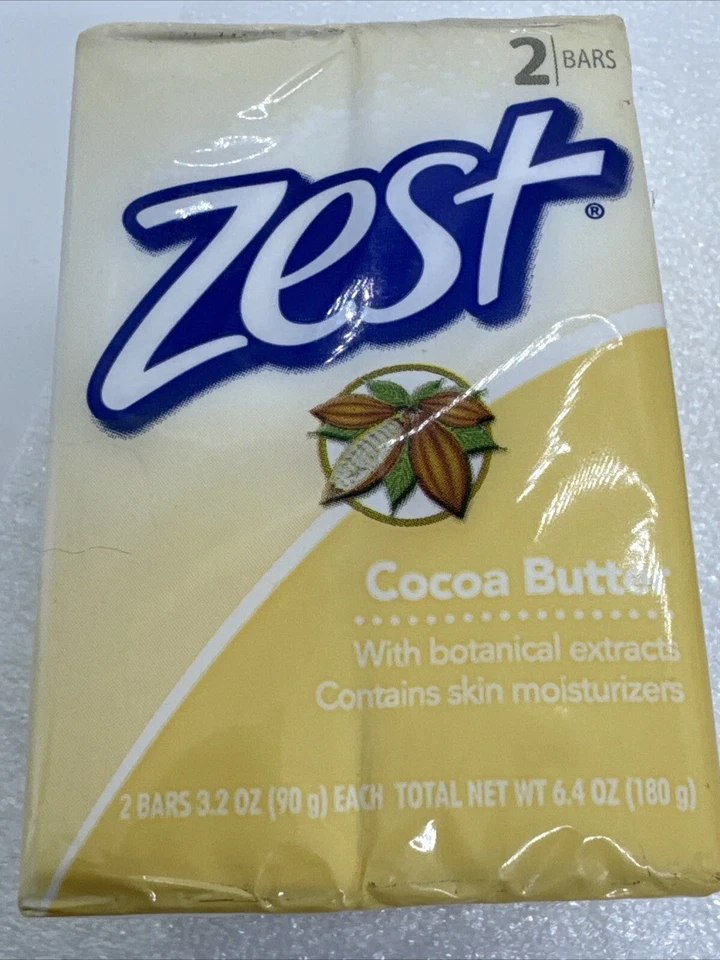 2 BARS
Zest®
Cocoa Butter
With botanical extracts
Contains skin moisturizers
2 BARS 3.2 OZ (90 g) EACH TOTAL NET WT 6.4 OZ (180 g)